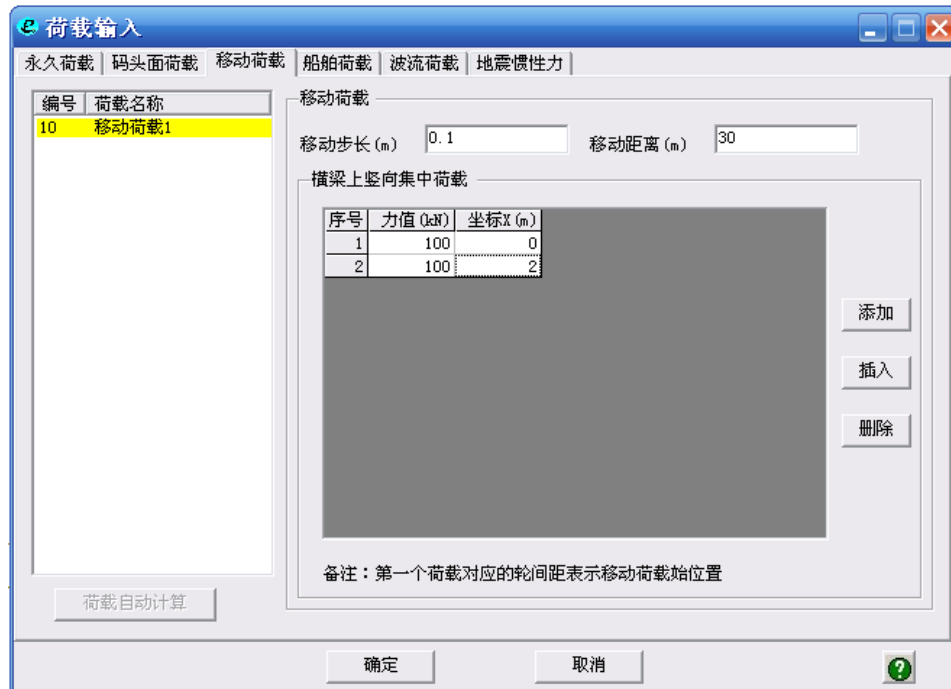 荷载输入
永久荷载 码头面荷载 移动荷载 船舶荷载 波流荷载 地震惯性力
编号 荷载名称
10 移动荷载1
移动荷载
移动步长(m) 0.1 移动距离(m) 30
横梁上竖向集中荷载
序号 力值(kN) 坐标X(m)
1 100 0
2 100 2
添加
插入
删除
备注：第一个荷载对应的轮间距表示移动荷载始位置
荷载自动计算
确定 取消